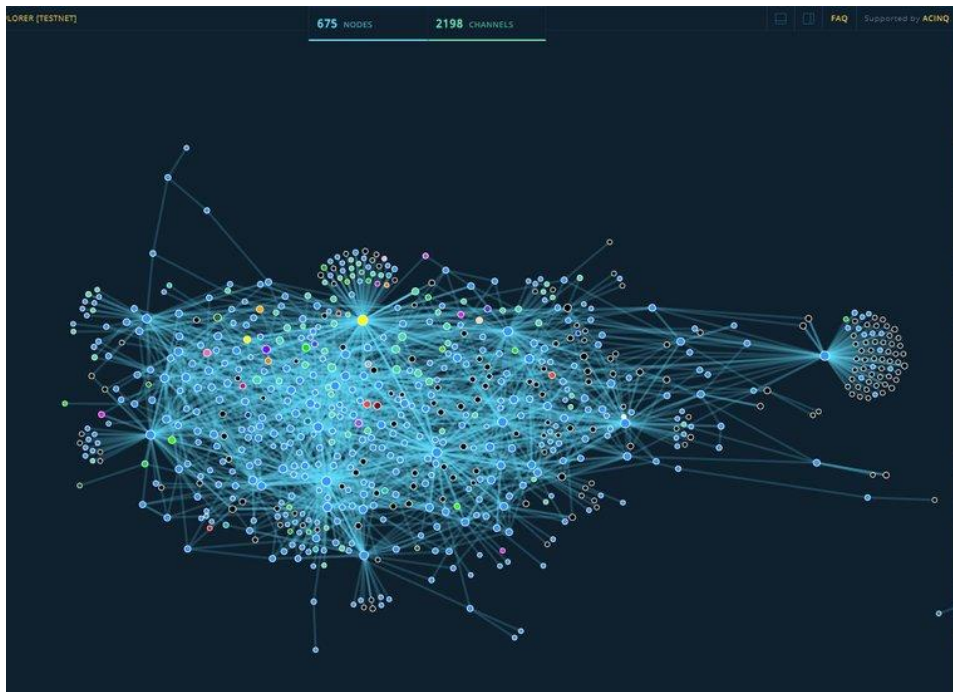 LORER [TESTNET]
675 NODES
2198 CHANNELS
FAQ
Supported by ACINQ